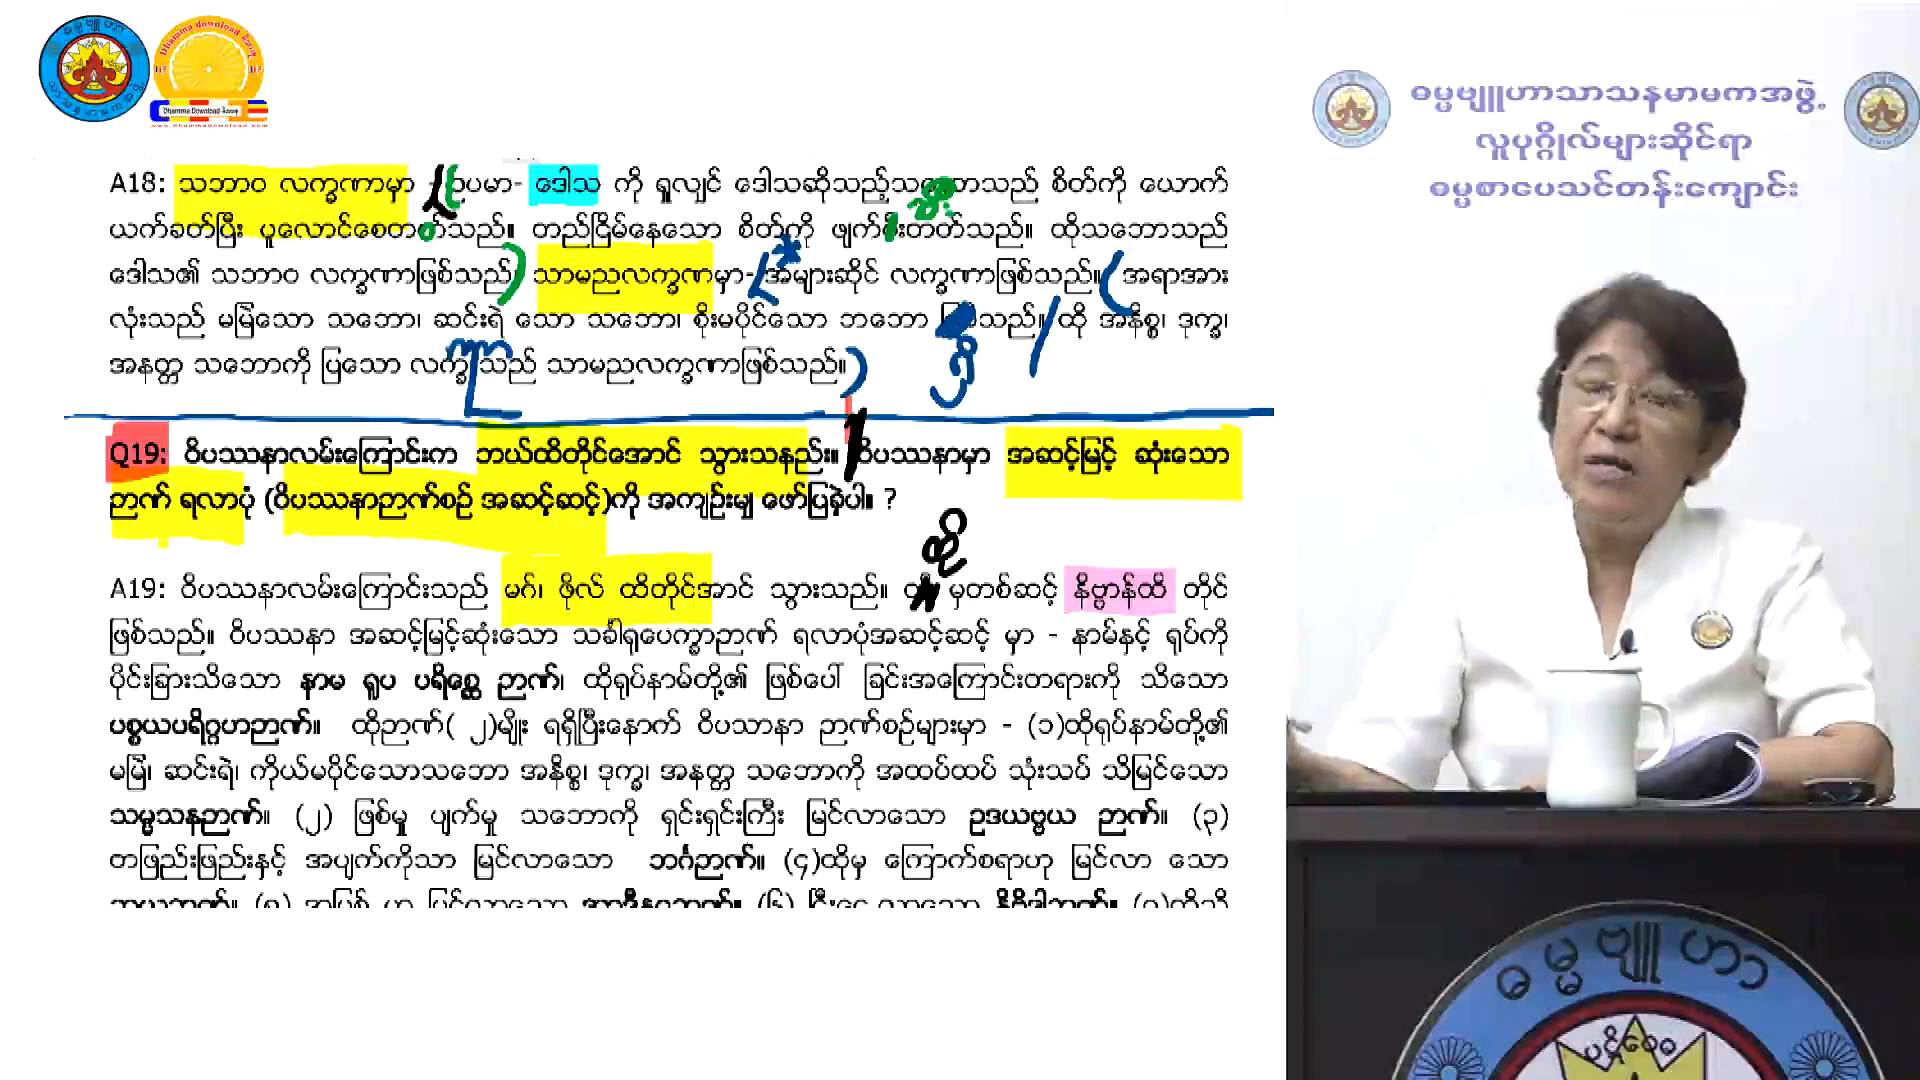 Dhamma download
Dhamma Download
www.dhammadownload.com
ဓမ္မဗျူဟာသာသနမာမကအဖွဲ့
လူပုဂ္ဂိုလ်များဆိုင်ရာ
ဓမ္မစာပေသင်တန်းကျောင်း
A18: သဘာဝ လက္ခဏာမှာ - ဥပမာ- ဒေါသ ကို ရှုလျှင် ဒေါသဆိုသည့် သည် စိတ်ကို ယောက်
ယက်ခတ်ပြီး ပူလောင်စေတတ်သည်။ တည်ငြိမ်နေသော စိတ်ကို ဖျက်စီးတတ်သည်။ ထိုသဘောသည်
ဒေါသ၏ သဘာဝ လက္ခဏာဖြစ်သည်၊ သာမညလက္ခဏမှာ- အများဆိုင် လက္ခဏာဖြစ်သည်။ အရာအား
လုံးသည် မမြဲသော သဘော၊ ဆင်းရဲ သော သဘော၊ စိုးမပိုင်သော ဘဘော ဖြစ်သည်။ ထို အနိစ္စ၊ ဒုက္ခ၊
အနတ္တ သဘောကို ပြသော သည် သာမညလက္ခဏာဖြစ်သည်။
Q19: ဝိပဿနာလမ်းကြောင်းက ဘယ်ထိတိုင်အောင် သွားသနည်း။ ဝိပဿနာမှာ အဆင့်မြင့် ဆုံးသော
ဉာဏ် ရလာပုံ (ဝိပဿနာဉာဏ်စဉ် အဆင့်ဆင့်)ကို အကျဉ်းမျှ ဖော်ပြခဲ့ပါ။ ?
ထို
A19: ဝိပဿနာလမ်းကြောင်းသည် မဂ်၊ ဖိုလ် ထိတိုင်အာင် သွားသည်။ မှတစ်ဆင့် နိဗ္ဗာန်ထိ တိုင်
ဖြစ်သည်။ ဝိပဿနာ အဆင့်မြင့်ဆုံးသော သင်္ခါရုပေက္ခာဉာဏ် ရလာပုံအဆင့်ဆင့် မှာ - နာမ်နှင့် ရုပ်ကို
ပိုင်းခြားသိသော နာမ ရူပ ပရိစ္ဆေ ဉာဏ်၊ ထိုရုပ်နာမ်တို့၏ ဖြစ်ပေါ် ခြင်းအကြောင်းတရားကို သိသော
ပစ္စယပရိဂ္ဂဟဉာဏ်။ ထိုဉာဏ်( ၂)မျိုး ရရှိပြီးနောက် ဝိပသာနာ ဉာဏ်စဉ်များမှာ - (၁)ထိုရုပ်နာမ်တို့၏
မမြဲ၊ ဆင်းရဲ၊ ကိုယ်မပိုင်သောသဘော အနိစ္စ၊ ဒုက္ခ၊ အနတ္တ သဘောကို အထပ်ထပ် သုံးသပ် သိမြင်သော
သမ္မသနဉာဏ်။ (၂) ဖြစ်မှု ပျက်မှု သဘောကို ရှင်းရှင်းကြီး မြင်လာသော ဥဒယဗ္ဗယ ဉာဏ်။ (၃)
တဖြည်းဖြည်းနှင့် အပျက်ကိုသာ မြင်လာသော ဘင်္ဂဉာဏ်။ (၄)ထိုမှ ကြောက်စရာဟု မြင်လာ သော
ဓမ္မဗျူဟာ